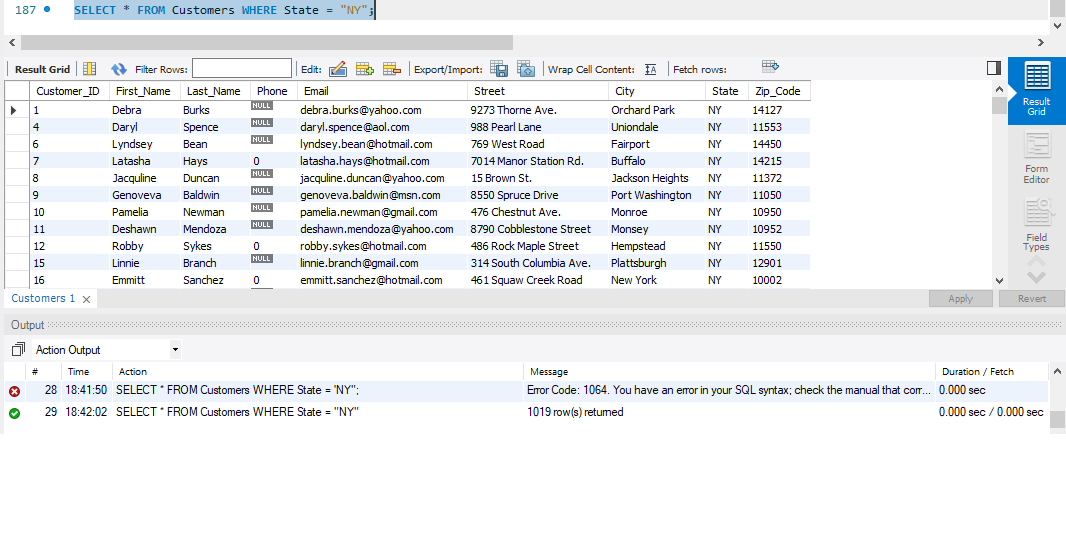 187 SELECT * FROM Customers WHERE State = "NY";
Result Grid Filter Rows: Edit: Export/Import: Wrap Cell Content: Fetch rows:
Customer_ID First_Name Last_Name Phone Email Street City State Zip_Code
1 Debra Burks NULL debra.burks@yahoo.com 9273 Thorne Ave. Orchard Park NY 14127
4 Daryl Spence NULL daryl.spence@aol.com 988 Pearl Lane Uniondale NY 11553
6 Lyndsey Bean NULL lyndsey.bean@hotmail.com 769 West Road Fairport NY 14450
7 Latasha Hays 0 latasha.hays@hotmail.com 7014 Manor Station Rd. Buffalo NY 14215
8 Jacquline Duncan NULL jacquline.duncan@yahoo.com 15 Brown St. Jackson Heights NY 11372
9 Genoveva Baldwin NULL genoveva.baldwin@msn.com 8550 Spruce Drive Port Washington NY 11050
10 Pamelia Newman NULL pamelia.newman@gmail.com 476 Chestnut Ave. Monroe NY 10950
11 Deshawn Mendoza NULL deshawn.mendoza@yahoo.com 8790 Cobblestone Street Monsey NY 10952
12 Robby Sykes 0 robby.sykes@hotmail.com 486 Rock Maple Street Hempstead NY 11550
15 Linnie Branch NULL linnie.branch@gmail.com 314 South Columbia Ave. Plattsburgh NY 12901
16 Emmitt Sanchez 0 emmitt.sanchez@hotmail.com 461 Squaw Creek Road New York NY 10002
Result
Grid
Form
Editor
Field
Types
Customers 1 Apply Revert
Output
Action Output
# Time Action Message Duration / Fetch
28 18:41:50 SELECT * FROM Customers WHERE State = 'NY"; Error Code: 1064. You have an error in your SQL syntax; check the manual that corr... 0.000 sec
29 18:42:02 SELECT * FROM Customers WHERE State = "NY" 1019 row(s) returned 0.000 sec / 0.000 sec